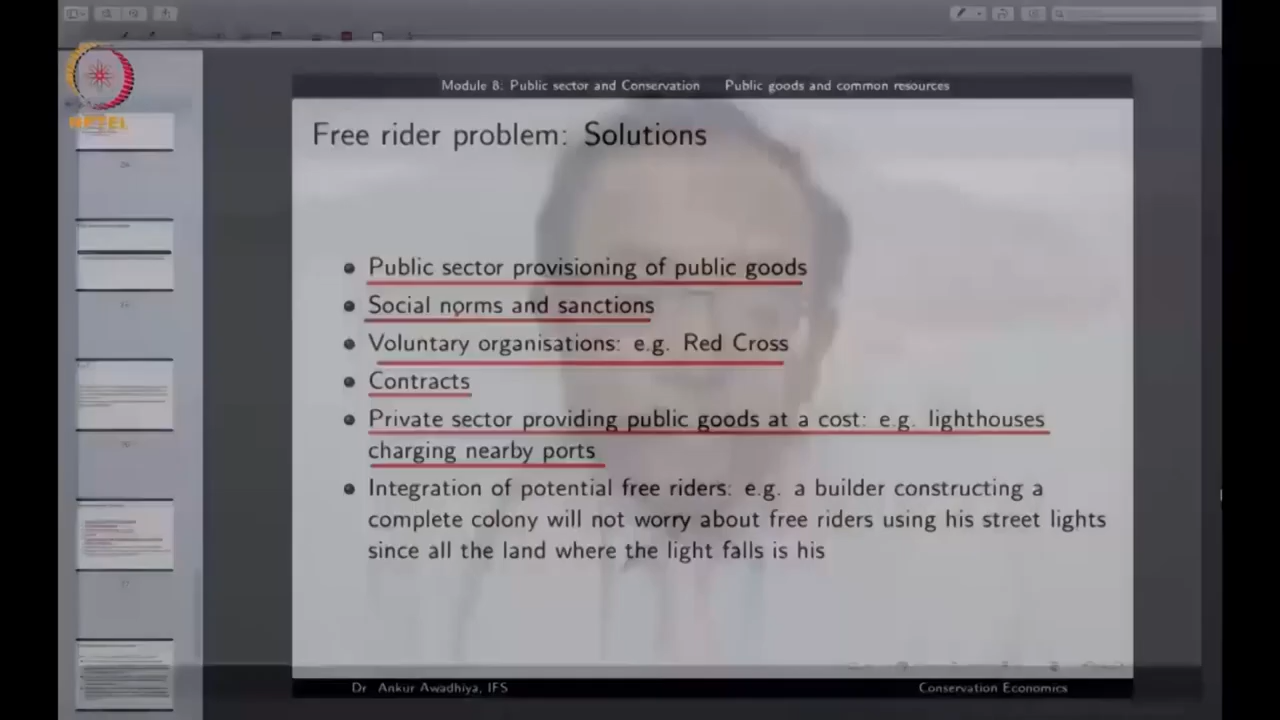 NPTEL
Module 8: Public sector and Conservation Public goods and common resources
Free rider problem: Solutions
Public sector provisioning of public goods
Social norms and sanctions
Voluntary organisations: e.g. Red Cross
Contracts
Private sector providing public goods at a cost: e.g. lighthouses
charging nearby ports
Integration of potential free riders: e.g. a builder constructing a
complete colony will not worry about free riders using his street lights
since all the land where the light falls is his
Dr Ankur Awadhiya, IFS Conservation Economics